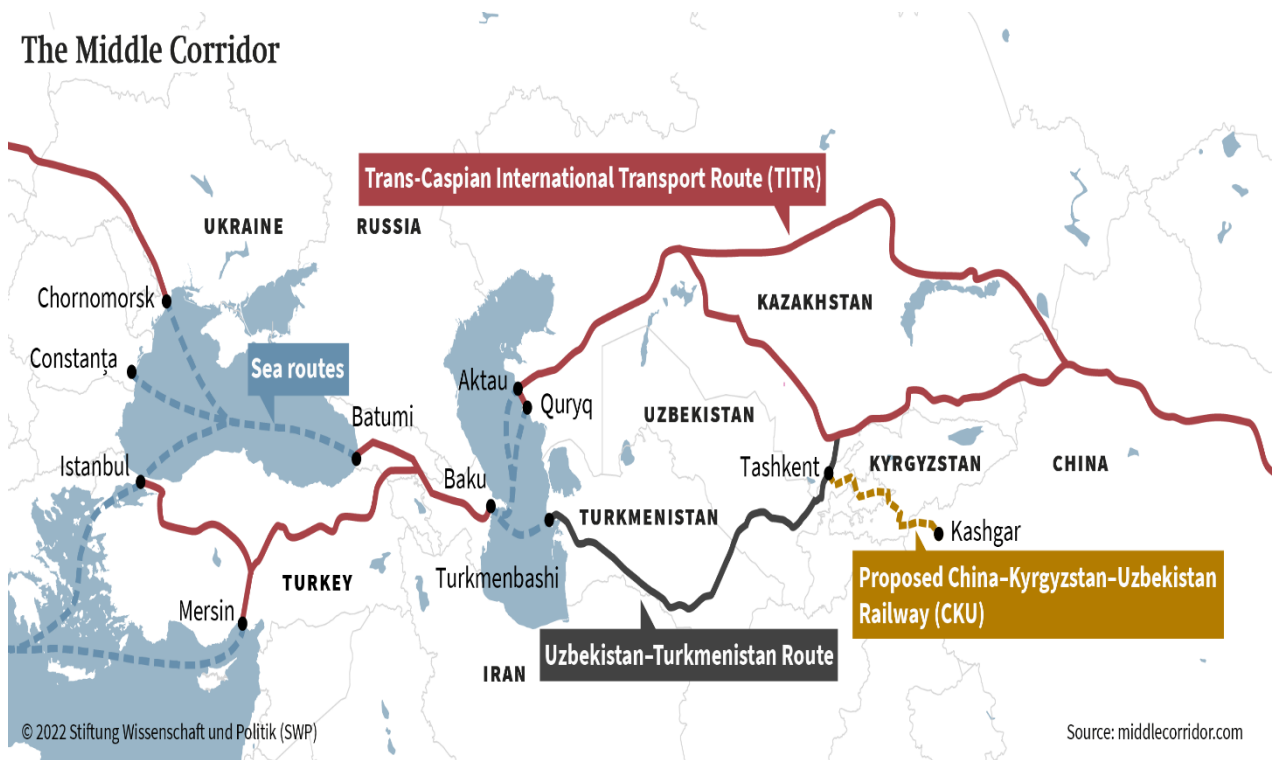 The Middle Corridor
Trans-Caspian International Transport Route (TITR)
UKRAINE
RUSSIA
Chornomorsk
KAZAKHSTAN
Constanța
Sea routes
Aktau
Quryq
Batumi
UZBEKISTAN
Istanbul
Baku
Tashkent
KYRGYZSTAN
CHINA
TURKMENISTAN
Kashgar
TURKEY
Turkmenbashi
Proposed China–Kyrgyzstan–Uzbekistan
Railway (CKU)
Mersin
Uzbekistan–Turkmenistan Route
IRAN
© 2022 Stiftung Wissenschaft und Politik (SWP)
Source: middlecorridor.com